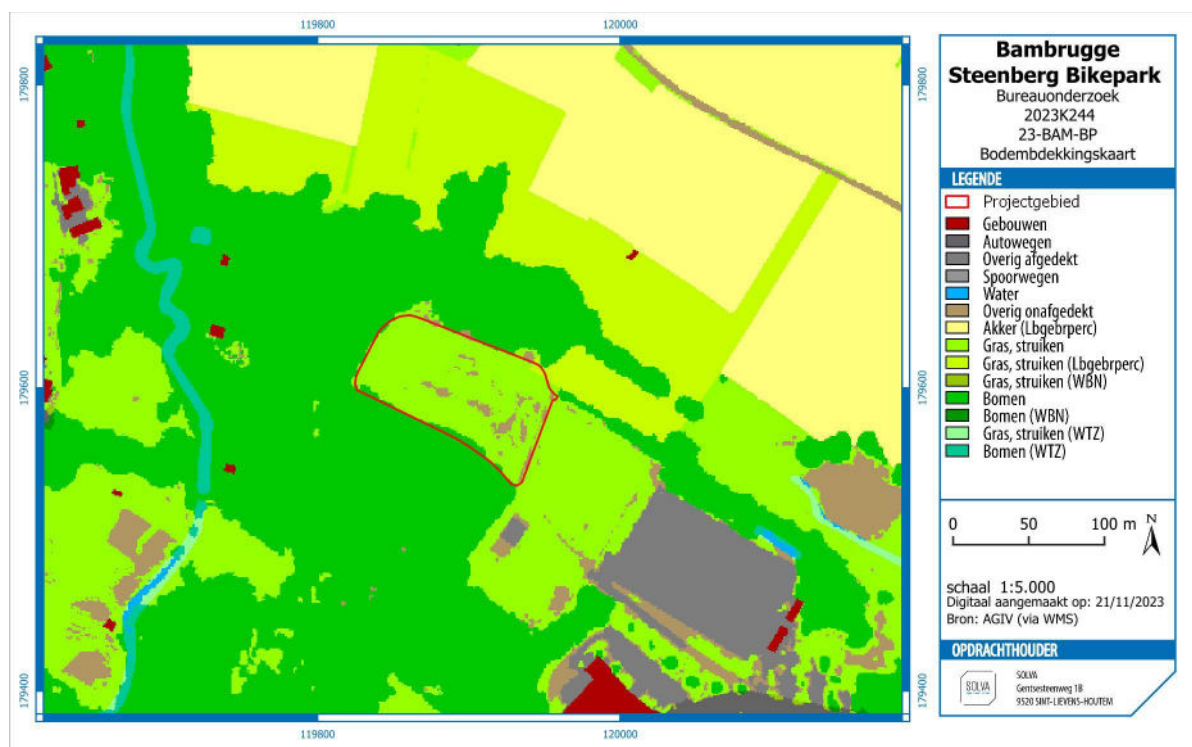 119800
120000
179800
179800
179600
179600
179400
179400
119800
120000
Bambrugge
Steenberg Bikepark
Bureauonderzoek
2023K244
23-BAM-BP
Bodembdekkingskaart
LEGENDE
Projectgebied
Gebouwen
Autowegen
Overig afgedekt
Spoorwegen
Water
Overig onafgedekt
Akker (Lbgebrperc)
Gras, struiken
Gras, struiken (Lbgebrperc)
Gras, struiken (WBN)
Bomen
Bomen (WBN)
Gras, struiken (WTZ)
Bomen (WTZ)
0 50 100 m N
schaal 1:5.000
Digitaal aangemaakt op: 21/11/2023
Bron: AGIV (via WMS)
OPDRACHTHOUDER
SOLVA
SOLVA
Gentsesteenweg 1B
9520 SINT-LIEVENS-HOUTEM